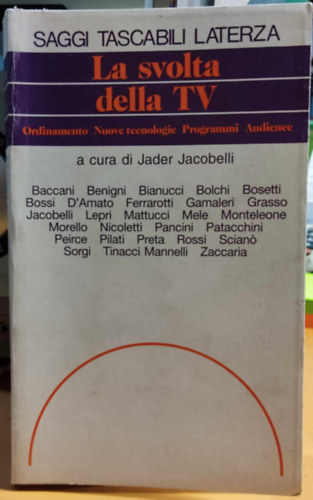 SAGGI TASCABILI LATERZA
La svolta
della TV
Ordinamento Nuove tecnologie Programmi Audience
a cura di Jader Jacobelli
Baccani Benigni Bianucci Bolchi Bosetti
Bossi D'Amato Ferrarotti Gamaleri Grasso
Jacobelli Lepri Mattucci Mele Monteleone
Morello Nicoletti Pancini Patacchini
Peirce Pilati Preta Rossi Scianò
Sorgi Tinacci Mannelli Zaccaria